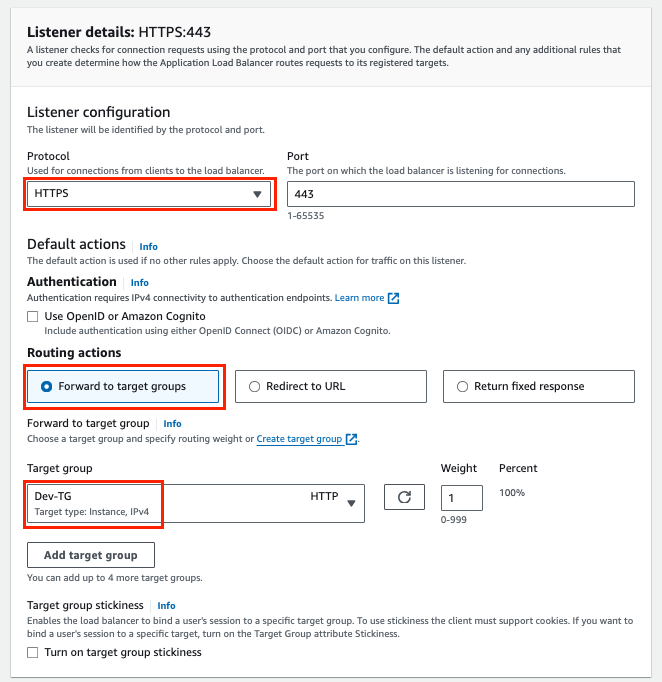 Listener details: HTTPS:443
A listener checks for connection requests using the protocol and port that you configure. The default action and any additional rules that
you create determine how the Application Load Balancer routes requests to its registered targets.
Listener configuration
The listener will be identified by the protocol and port.
Protocol
Used for connections from clients to the load balancer.
HTTPS
Port
The port on which the load balancer is listening for connections.
443
1-65535
Default actions Info
The default action is used if no other rules apply. Choose the default action for traffic on this listener.
Authentication Info
Authentication requires IPv4 connectivity to authentication endpoints. Learn more
Use OpenID or Amazon Cognito
Include authentication using either OpenID Connect (OIDC) or Amazon Cognito.
Routing actions
Forward to target groups
Redirect to URL
Return fixed response
Forward to target group Info
Choose a target group and specify routing weight or Create target group.
Target group
Dev-TG
Target type: Instance, IPv4
HTTP
Weight
1
0-999
Percent
100%
Add target group
You can add up to 4 more target groups.
Target group stickiness Info
Enables the load balancer to bind a user's session to a specific target group. To use stickiness the client must support cookies. If you want to
bind a user's session to a specific target, turn on the Target Group attribute Stickiness.
Turn on target group stickiness